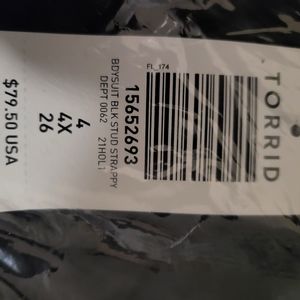 TORRID
FL_174
15652693
BDYSUIT BLK STUD STRAPPY
DEPT 0062 21HOL1
4
4X
26
$79.50 USA